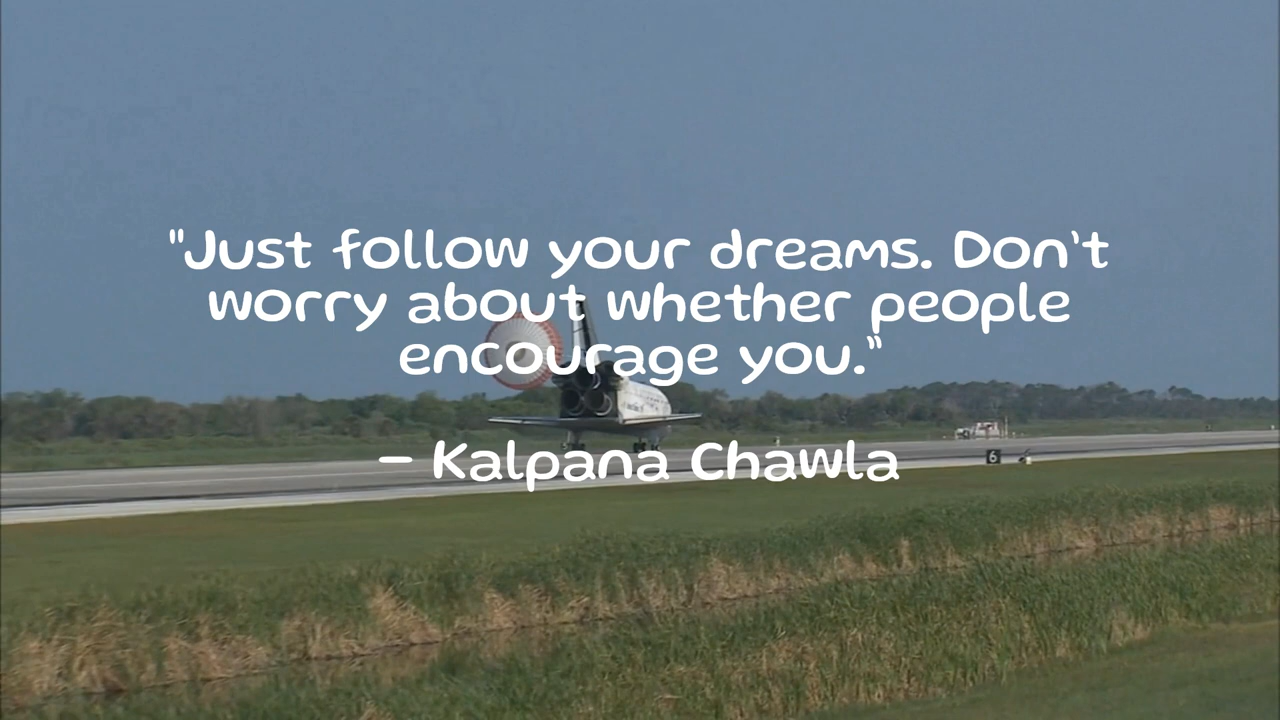 "Just follow your dreams. Don't
worry about whether people
encourage you."
– Kalpana Chawla
6